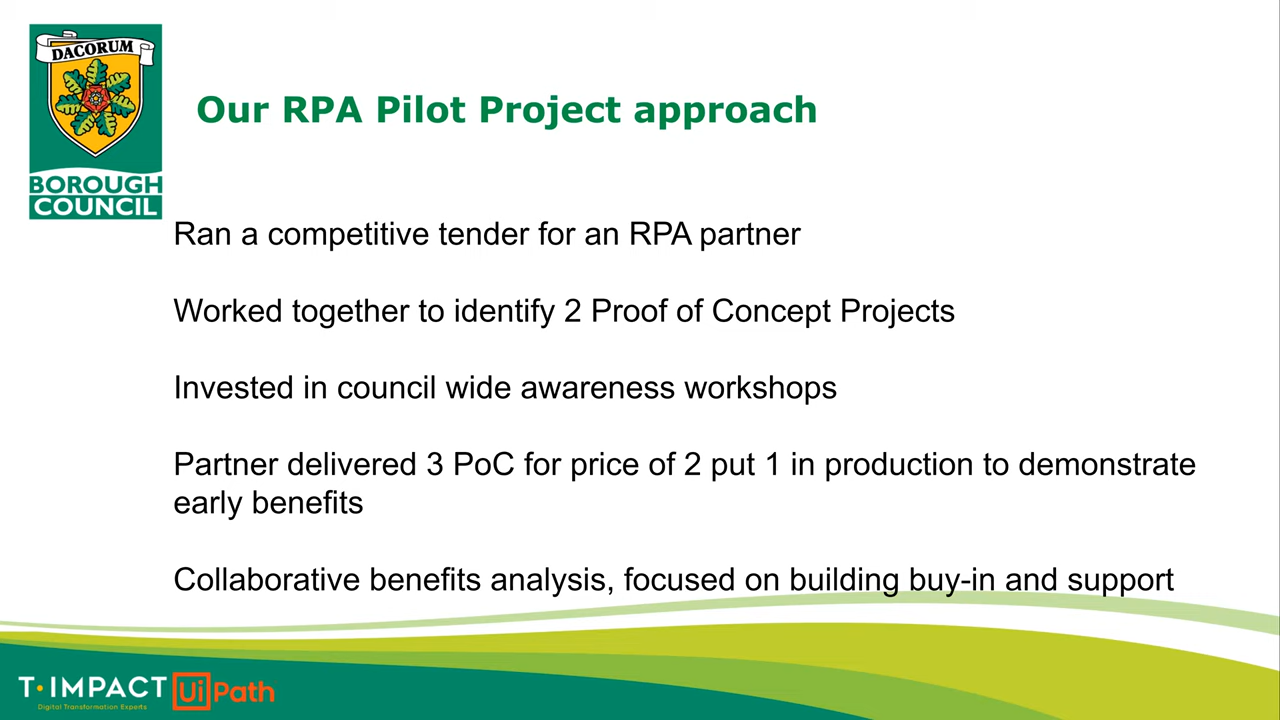 DACORUM
BOROUGH
COUNCIL
Our RPA Pilot Project approach
Ran a competitive tender for an RPA partner
Worked together to identify 2 Proof of Concept Projects
Invested in council wide awareness workshops
Partner delivered 3 PoC for price of 2 put 1 in production to demonstrate
early benefits
Collaborative benefits analysis, focused on building buy-in and support
T·IMPACT
Digital Transformation Experts
UiPath